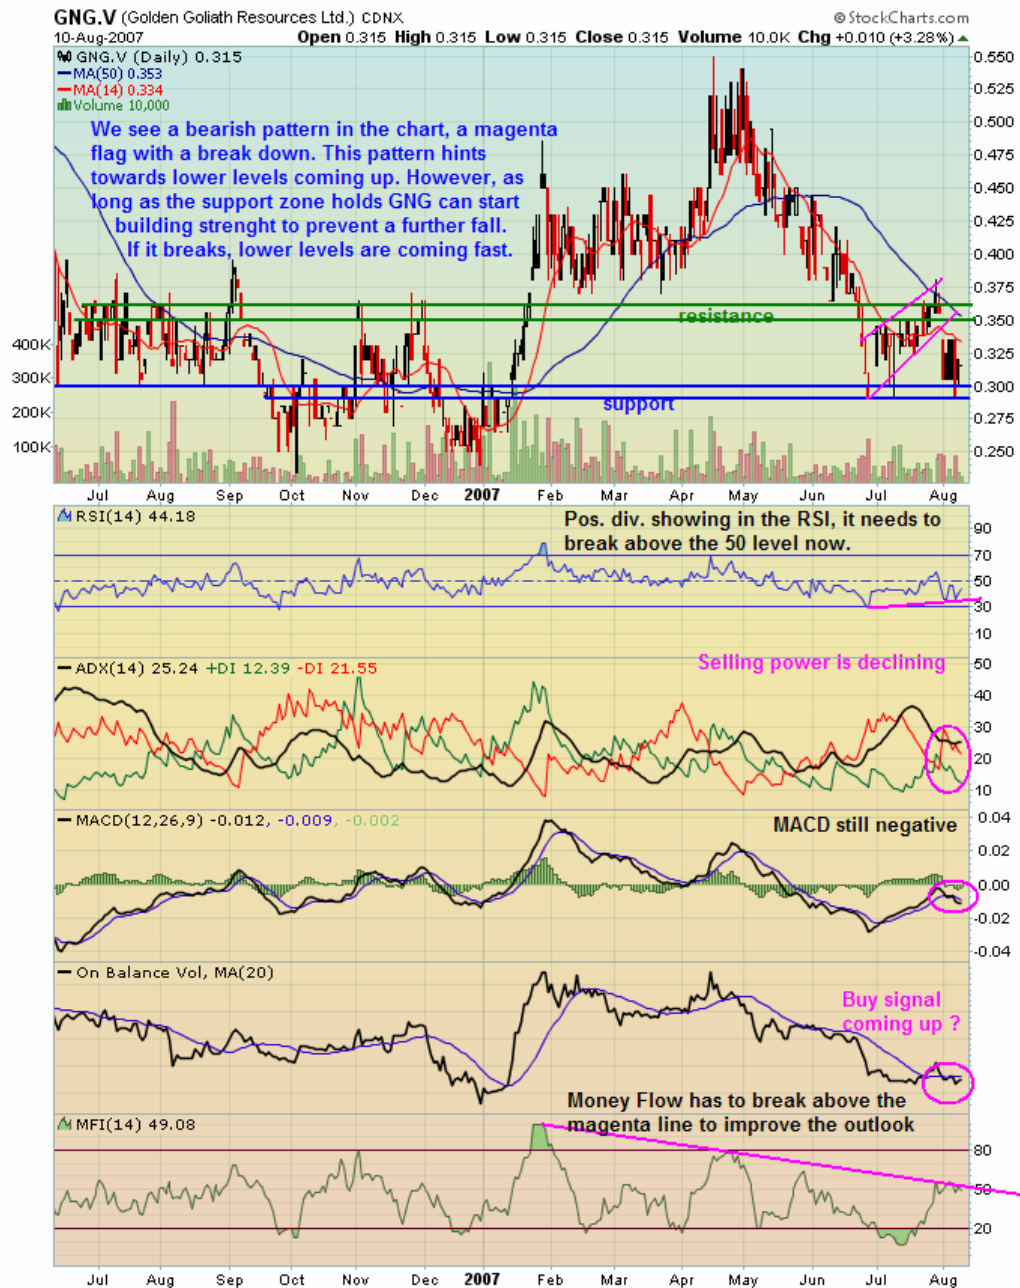 GNG.V (Golden Goliath Resources Ltd.) CDNX © StockCharts.com
10-Aug-2007 Open 0.315 High 0.315 Low 0.315 Close 0.315 Volume 10.0K Chg +0.010 (+3.28%)
GNG.V (Daily) 0.315
MA(50) 0.353
MA(14) 0.334
Volume 10,000
We see a bearish pattern in the chart, a magenta
flag with a break down. This pattern hints
towards lower levels coming up. However, as
long as the support zone holds GNG can start
building strenght to prevent a further fall.
If it breaks, lower levels are coming fast.
0.550
0.525
0.500
0.475
0.450
0.425
0.400
0.375
0.350
0.325
0.300
0.275
0.250
400K
300K
200K
100K
resistance
support
Jul Aug Sep Oct Nov Dec 2007 Feb Mar Apr May Jun Jul Aug
RSI(14) 44.18
Pos. div. showing in the RSI, it needs to
break above the 50 level now.
90
70
50
30
10
ADX(14) 25.24 +DI 12.39 -DI 21.55
Selling power is declining
50
40
30
20
10
MACD(12,26,9) -0.012, -0.009, -0.002
MACD still negative
0.04
0.02
0.00
-0.02
-0.04
On Balance Vol, MA(20)
Buy signal
coming up ?
Money Flow has to break above the
magenta line to improve the outlook
MFI(14) 49.08
80
50
20
Jul Aug Sep Oct Nov Dec 2007 Feb Mar Apr May Jun Jul Aug